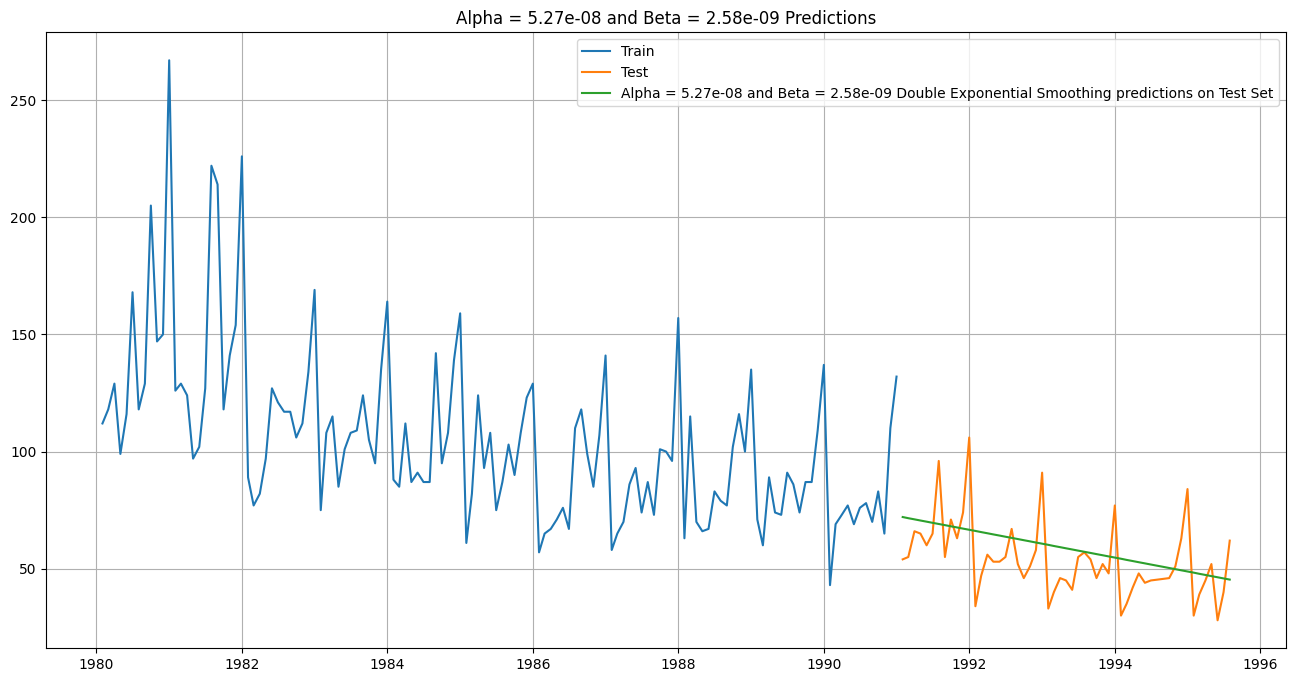 Alpha = 5.27e-08 and Beta = 2.58e-09 Predictions
Train
Test
Alpha = 5.27e-08 and Beta = 2.58e-09 Double Exponential Smoothing predictions on Test Set
250
200
150
100
50
1980 1982 1984 1986 1988 1990 1992 1994 1996